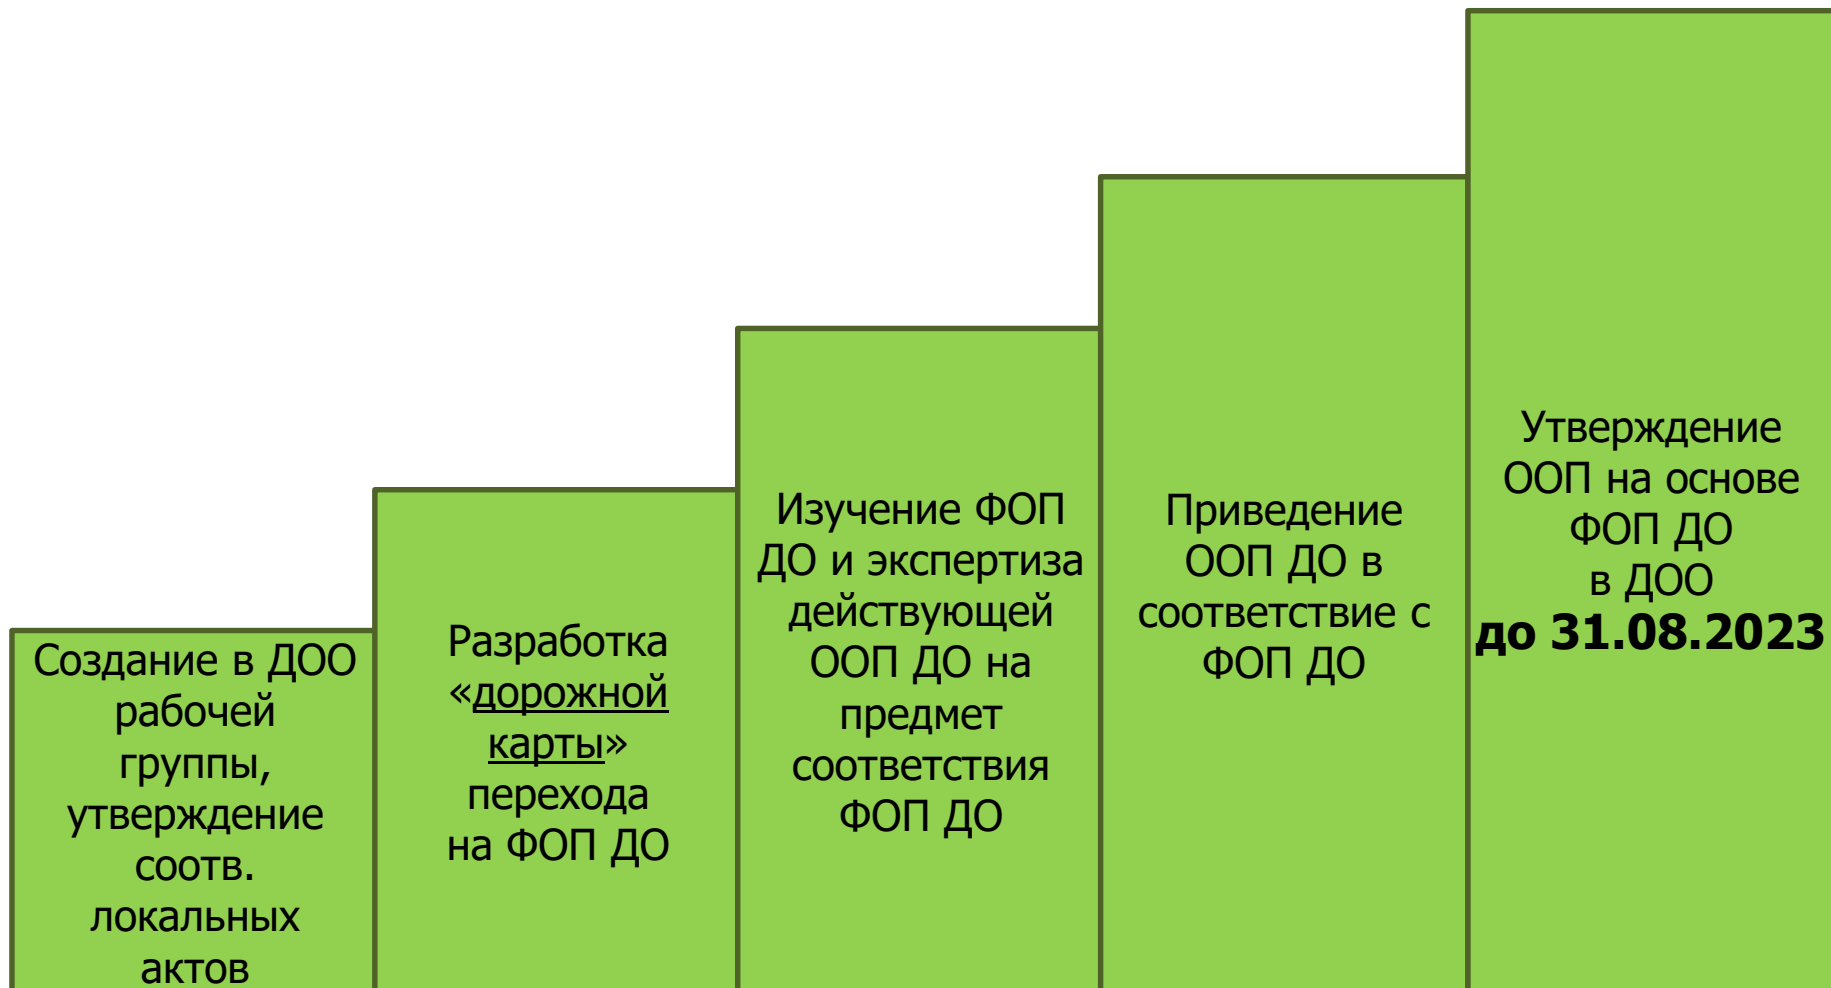 Создание в ДОО
рабочей
группы,
утверждение
соотв.
локальных
актов
Разработка
«дорожной
карты»
перехода
на ФОП ДО
Изучение ФОП
ДО и экспертиза
действующей
ООП ДО на
предмет
соответствия
ФОП ДО
Приведение
ООП ДО в
соответствие с
ФОП ДО
Утверждение
ООП на основе
ФОП ДО
в ДОО
до 31.08.2023